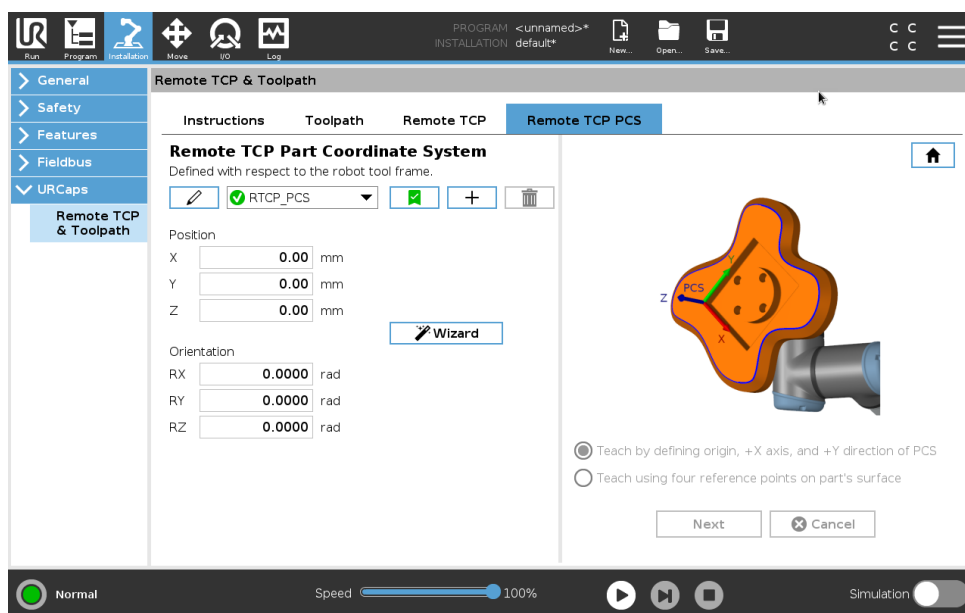 PROGRAM <unnamed>*
INSTALLATION default*
Run Program Installation Move I/O Log New... Open... Save...
C C
C C
General
Safety
Features
Fieldbus
URCaps
Remote TCP
& Toolpath
Remote TCP & Toolpath
Instructions Toolpath Remote TCP Remote TCP PCS
Remote TCP Part Coordinate System
Defined with respect to the robot tool frame.
RTCP_PCS
Position
X 0.00 mm
Y 0.00 mm
Z 0.00 mm
Wizard
Orientation
RX 0.0000 rad
RY 0.0000 rad
RZ 0.0000 rad
Y
PCS
Z
X
Teach by defining origin, +X axis, and +Y direction of PCS
Teach using four reference points on part's surface
Next Cancel
Normal Speed 100% Simulation